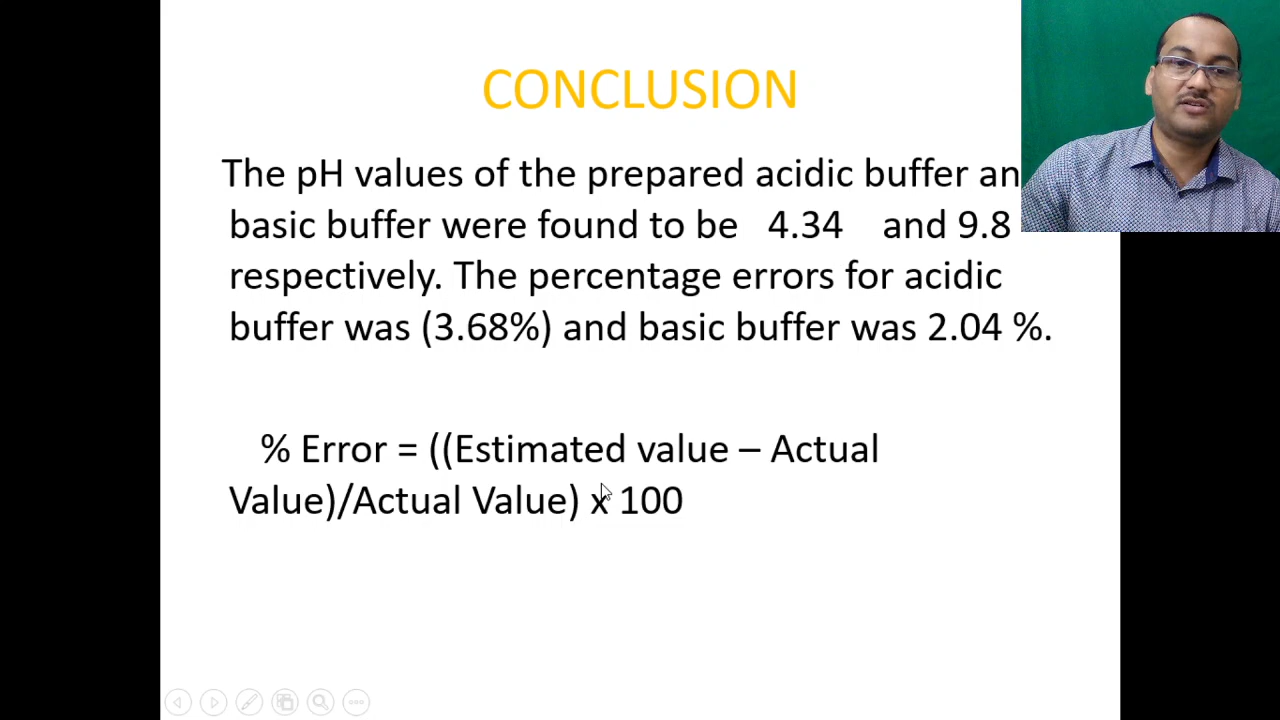 CONCLUSION
The pH values of the prepared acidic buffer an
basic buffer were found to be 4.34 and 9.8
respectively. The percentage errors for acidic
buffer was (3.68%) and basic buffer was 2.04 %.
% Error = ((Estimated value – Actual
Value)/Actual Value) x 100